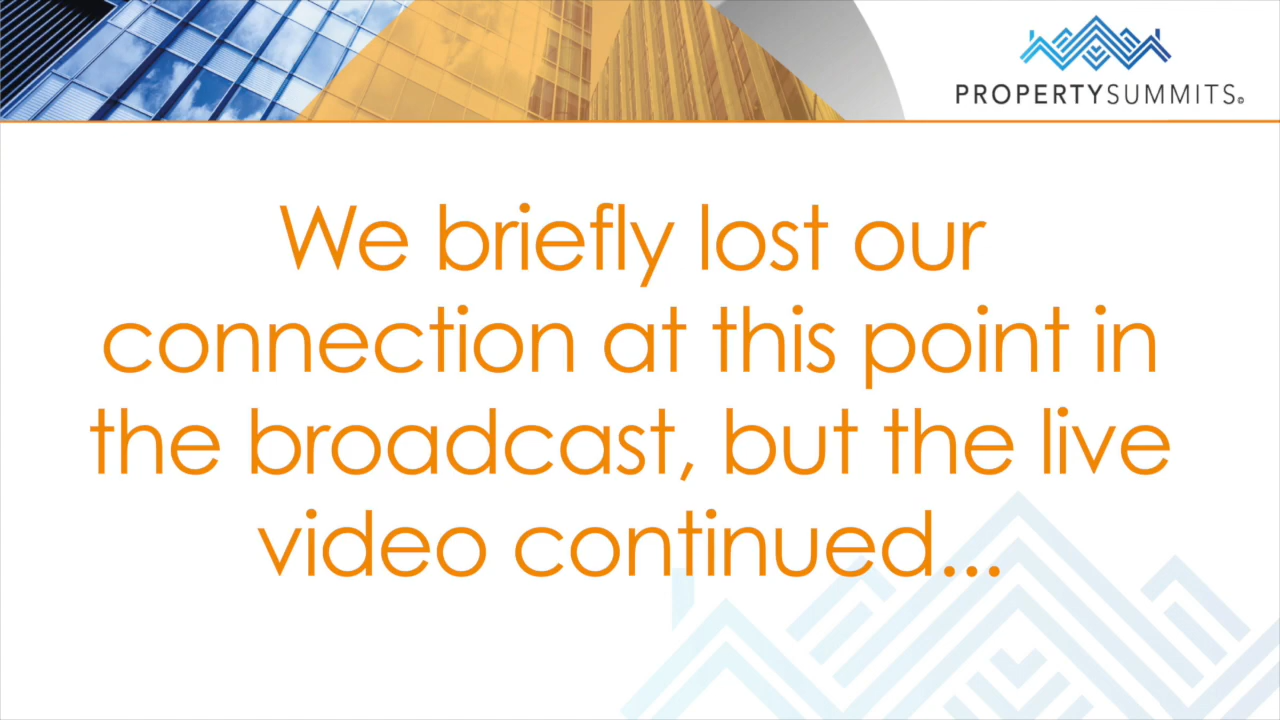 PROPERTYSUMMITS
We briefly lost our
connection at this point in
the broadcast, but the live
video continued...